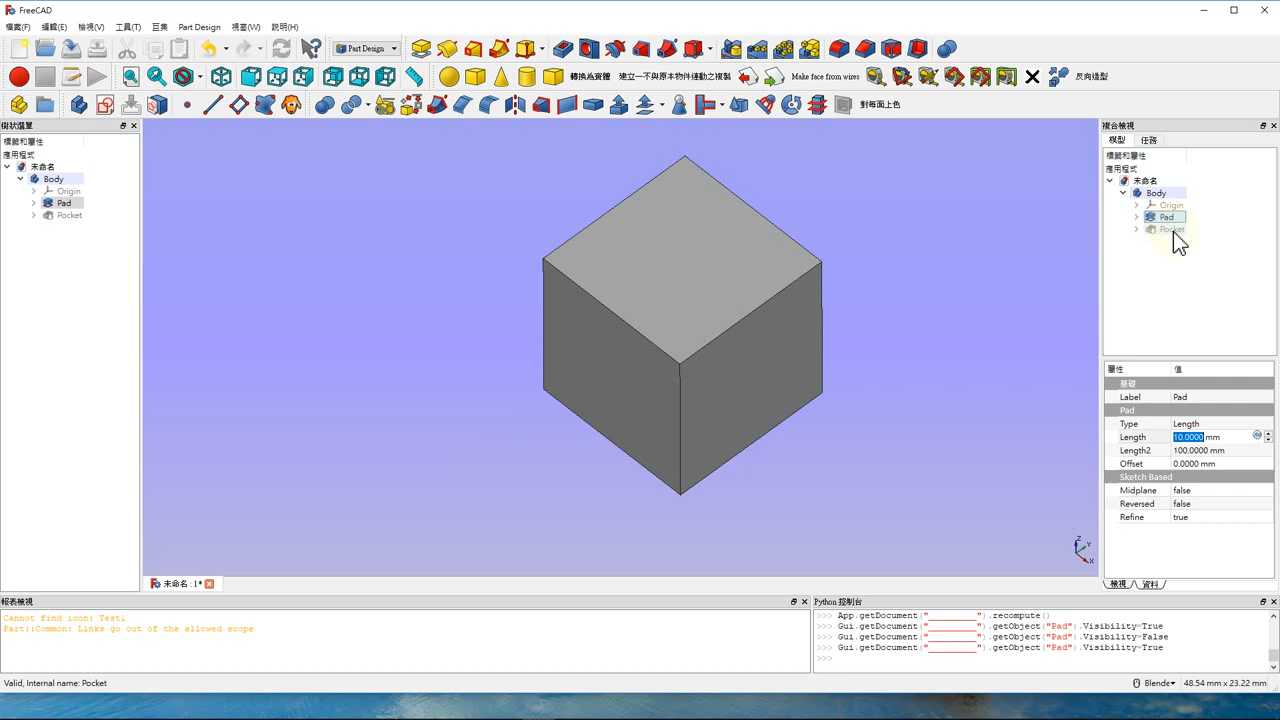 FreeCAD
檔案(F) 編輯(E) 檢視(V) 工具(T) 巨集 Part Design 視窗(W) 說明(H)
Part Design
轉換為實體 建立一不與原本物件連動之複製 Make face from wires 反向造型
對每面上色
樹狀選單
標籤和屬性
應用程式
未命名
Body
Origin
Pad
Pocket
未命名 : 1*
複合檢視
模型 任務
標籤和屬性
應用程式
未命名
Body
Origin
Pad
Pocket
屬性 值
基礎
Label Pad
Pad
Type Length
Length 10.0000 mm
Length2 100.0000 mm
Offset 0.0000 mm
Sketch Based
Midplane false
Reversed false
Refine true
檢視 資料
報表檢視
Cannot find icon: Test1
Part::Common: Links go out of the allowed scope
Python 控制台
>>> App.getDocument("_________").recompute()
>>> Gui.getDocument("_________").getObject("Pad").Visibility=True
>>> Gui.getDocument("_________").getObject("Pad").Visibility=False
>>> Gui.getDocument("_________").getObject("Pad").Visibility=True
>>>
Valid, Internal name: Pocket
Blende 48.54 mm x 23.22 mm
Z
Y
X